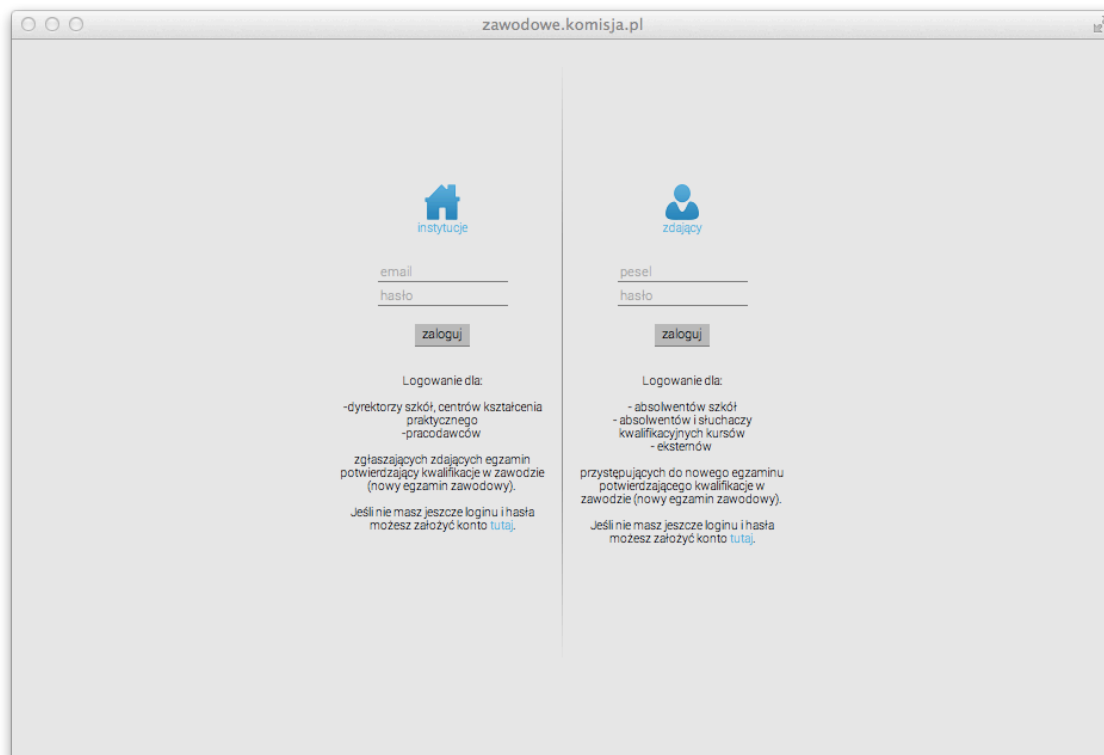 zawodowe.komisja.pl
instytucje
email
hasło
zaloguj
Logowanie dla:
-dyrektorzy szkół, centrów kształcenia
praktycznego
-pracodawców
zgłaszających zdających egzamin
potwierdzający kwalifikacje w zawodzie
(nowy egzamin zawodowy).
Jeśli nie masz jeszcze loginu i hasła
możesz założyć konto tutaj.
zdający
pesel
hasło
zaloguj
Logowanie dla:
- absolwentów szkół
- absolwentów i słuchaczy
kwalifikacyjnych kursów
- eksternów
przystępujących do nowego egzaminu
potwierdzającego kwalifikacje w
zawodzie (nowy egzamin zawodowy).
Jeśli nie masz jeszcze loginu i hasła
możesz założyć konto tutaj.